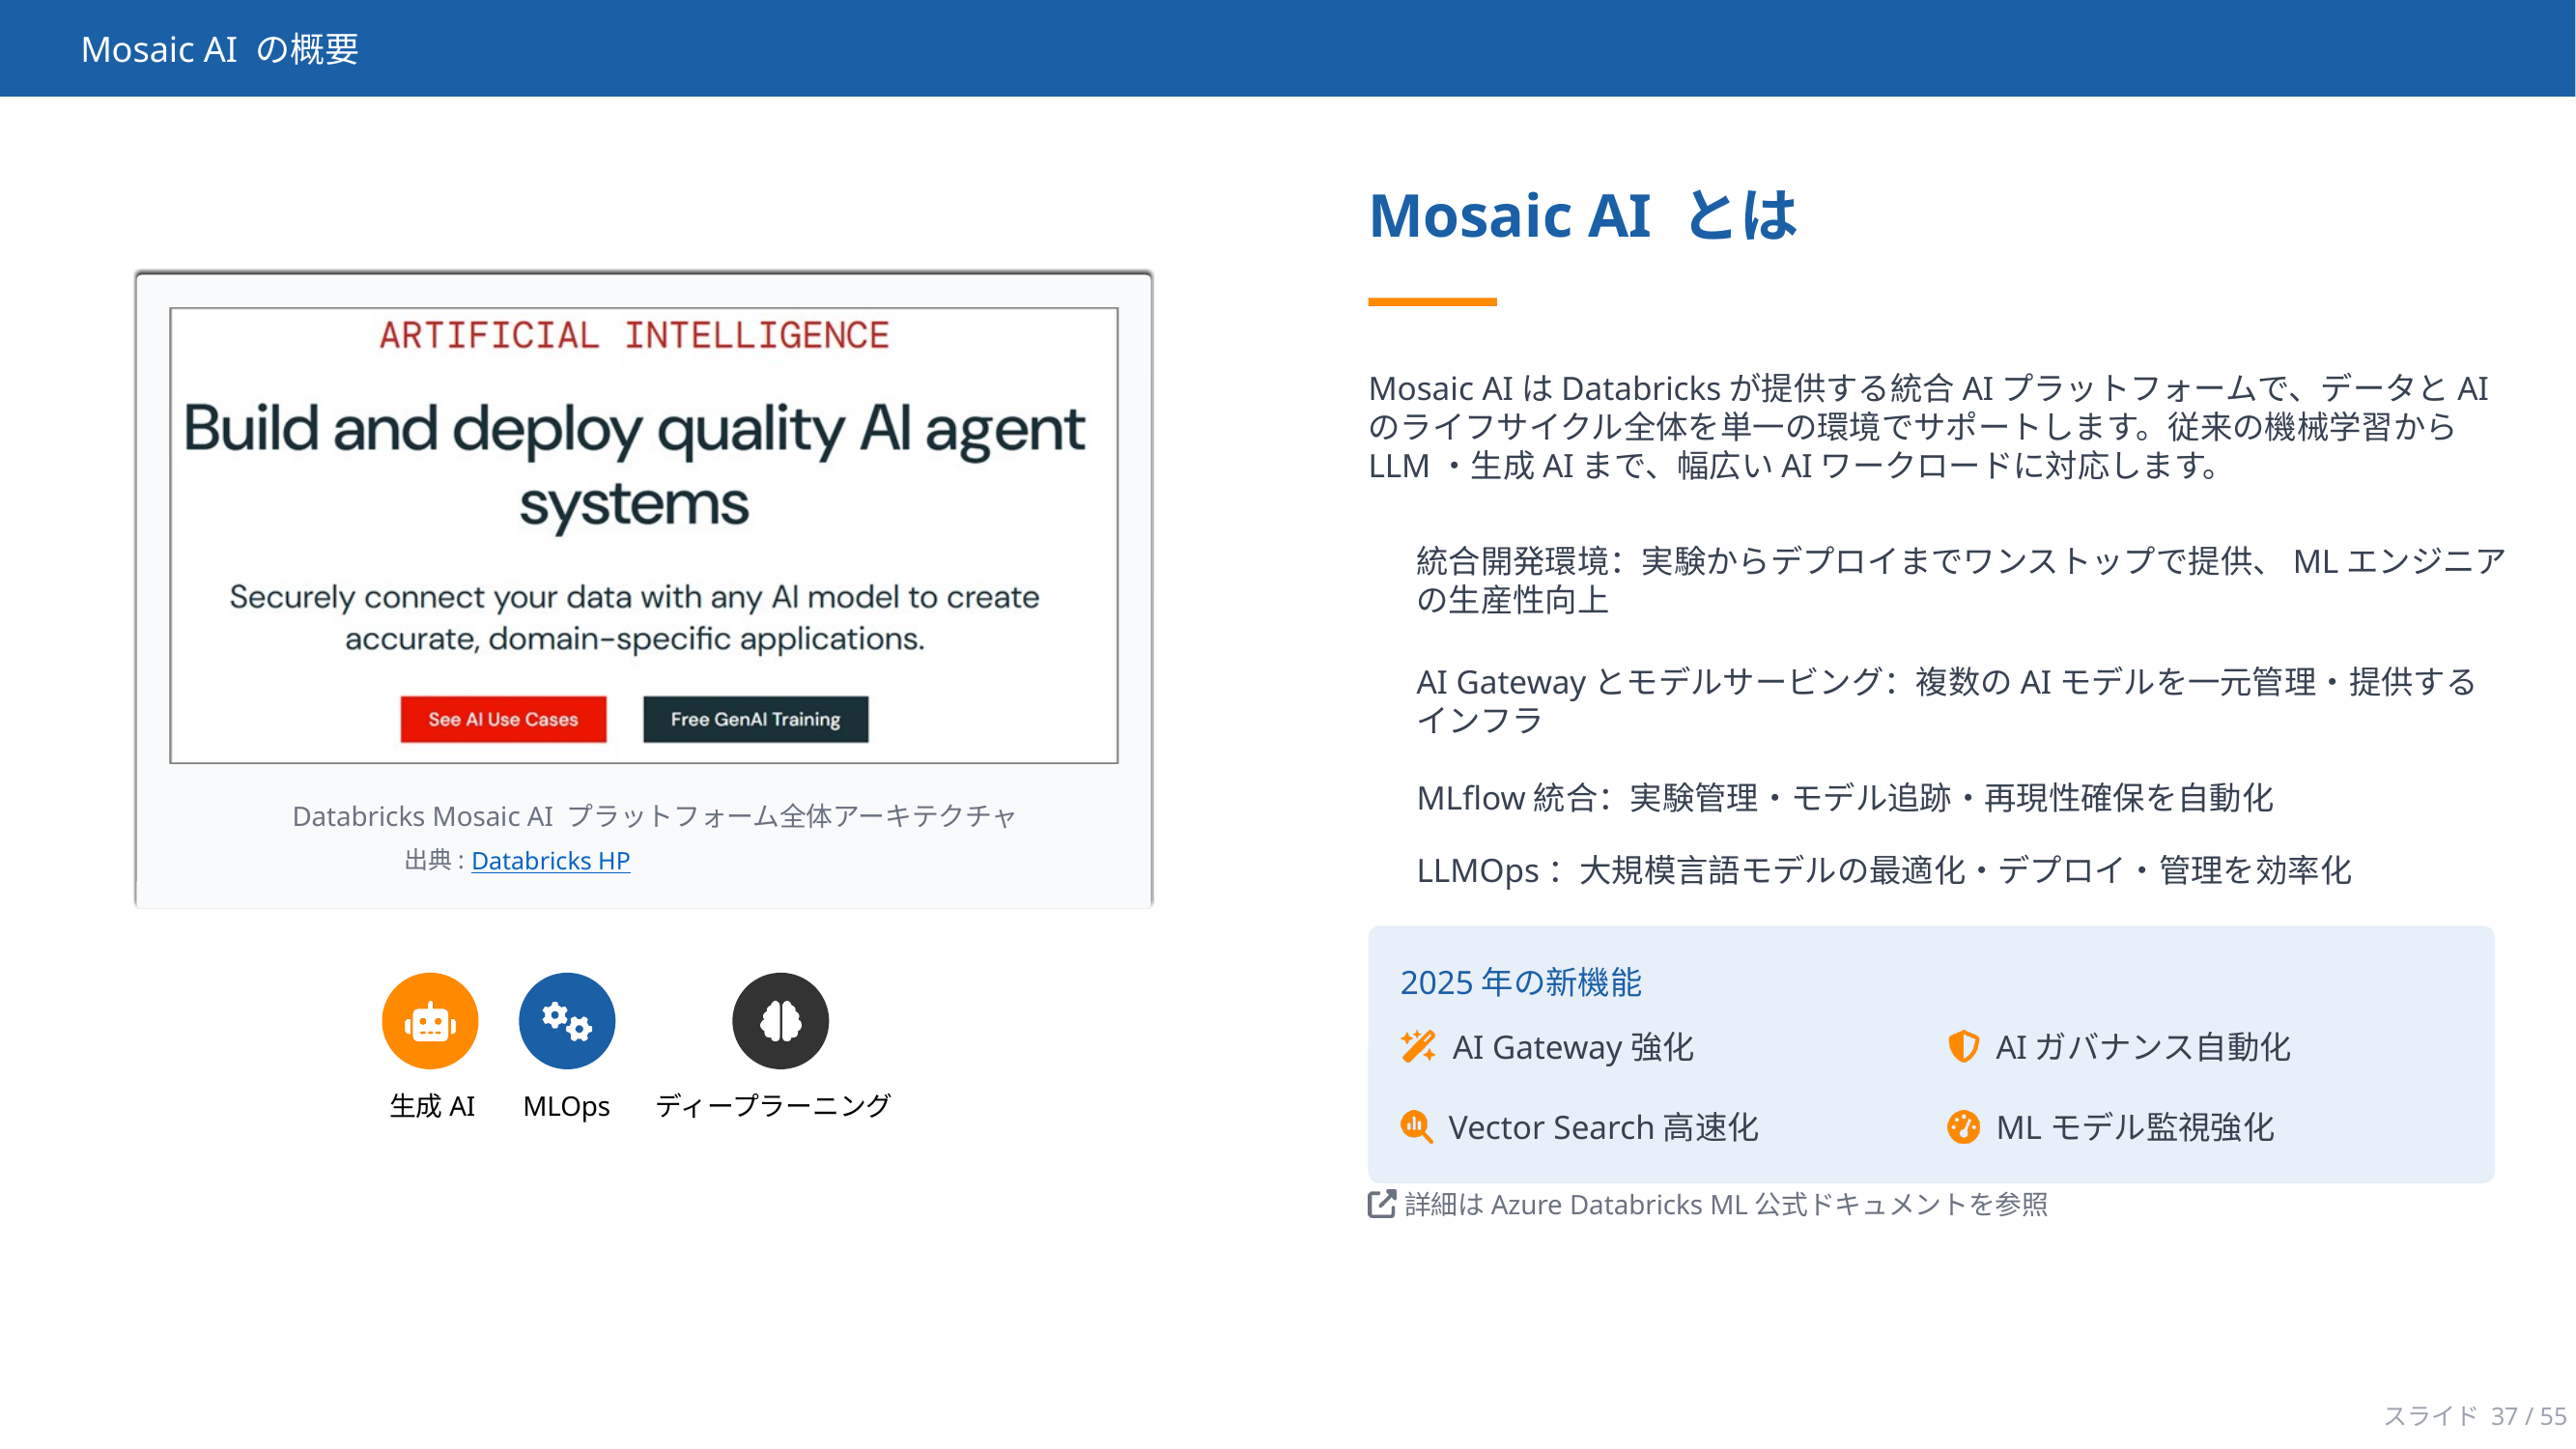 Mosaic AI の概要
ARTIFICIAL INTELLIGENCE
Build and deploy quality AI agent
systems
Securely connect your data with any AI model to create
accurate, domain-specific applications.
See AI Use Cases
Free GenAI Training
Databricks Mosaic AI プラットフォーム全体アーキテクチャ
出典 : Databricks HP
生成 AI
MLOps
ディープラーニング
Mosaic AI とは
Mosaic AI は Databricks が提供する統合 AI プラットフォームで、データと AI
のライフサイクル全体を単一の環境でサポートします。従来の機械学習から
LLM ・生成 AI まで、幅広い AI ワークロードに対応します。
統合開発環境：実験からデプロイまでワンストップで提供、 ML エンジニア
の生産性向上
AI Gateway とモデルサービング：複数の AI モデルを一元管理・提供する
インフラ
MLflow 統合：実験管理・モデル追跡・再現性確保を自動化
LLMOps ：大規模言語モデルの最適化・デプロイ・管理を効率化
2025 年の新機能
AI Gateway 強化
AI ガバナンス自動化
Vector Search 高速化
ML モデル監視強化
詳細は Azure Databricks ML 公式ドキュメントを参照
スライド 37 / 55